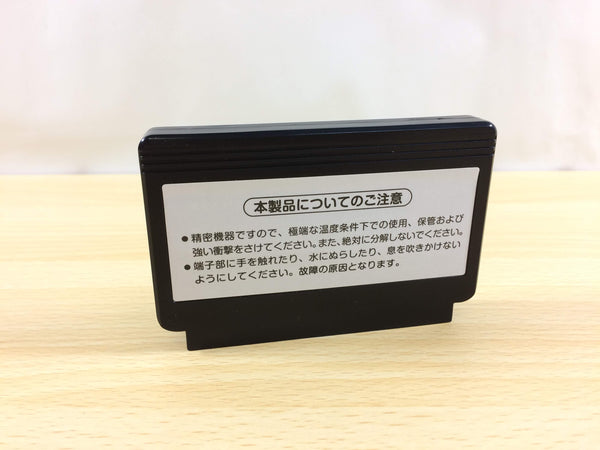 本製品についてのご注意
●精密機器ですので、極端な温度条件下での使用、保管および
強い衝撃をさけてください。また、絶対に分解しないでください。
●端子部に手を触れたり、水にぬらしたり、息を吹きかけない
ようにしてください。故障の原因となります。